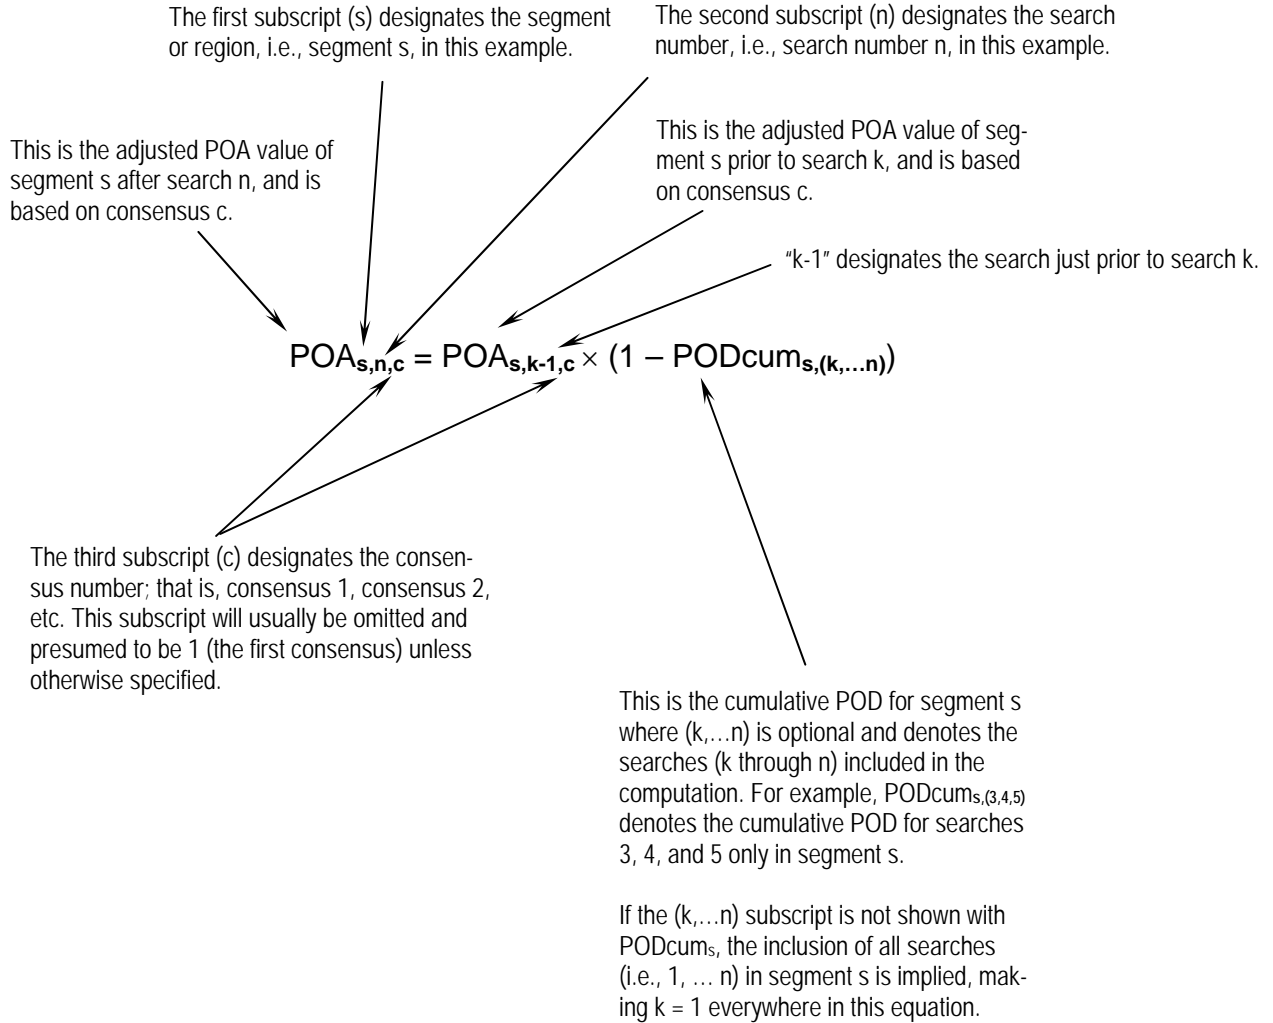 The first subscript (s) designates the segment
or region, i.e., segment s, in this example.
The second subscript (n) designates the search
number, i.e., search number n, in this example.
This is the adjusted POA value of
segment s after search n, and is
based on consensus c.
This is the adjusted POA value of seg-
ment s prior to search k, and is based
on consensus c.
“k-1” designates the search just prior to search k.
POAs,n,c = POAs,k-1,c × (1 – PODcums,(k,…n))
The third subscript (c) designates the consen-
sus number; that is, consensus 1, consensus 2,
etc. This subscript will usually be omitted and
presumed to be 1 (the first consensus) unless
otherwise specified.
This is the cumulative POD for segment s
where (k,…n) is optional and denotes the
searches (k through n) included in the
computation. For example, PODcums,(3,4,5)
denotes the cumulative POD for searches
3, 4, and 5 only in segment s.
If the (k,…n) subscript is not shown with
PODcums, the inclusion of all searches
(i.e., 1, … n) in segment s is implied, mak-
ing k = 1 everywhere in this equation.